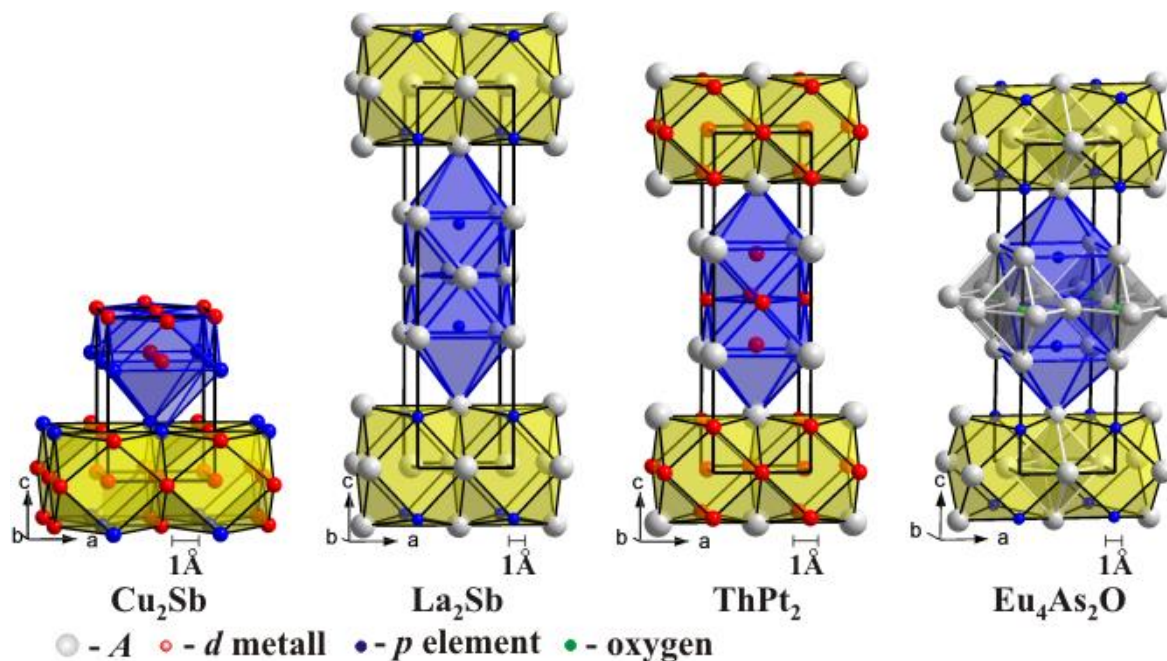 c c c c
b a b a b a b a
1Å 1Å 1Å 1Å
Cu₂Sb La₂Sb ThPt₂ Eu₄As₂O
- A - d metall - p element - oxygen